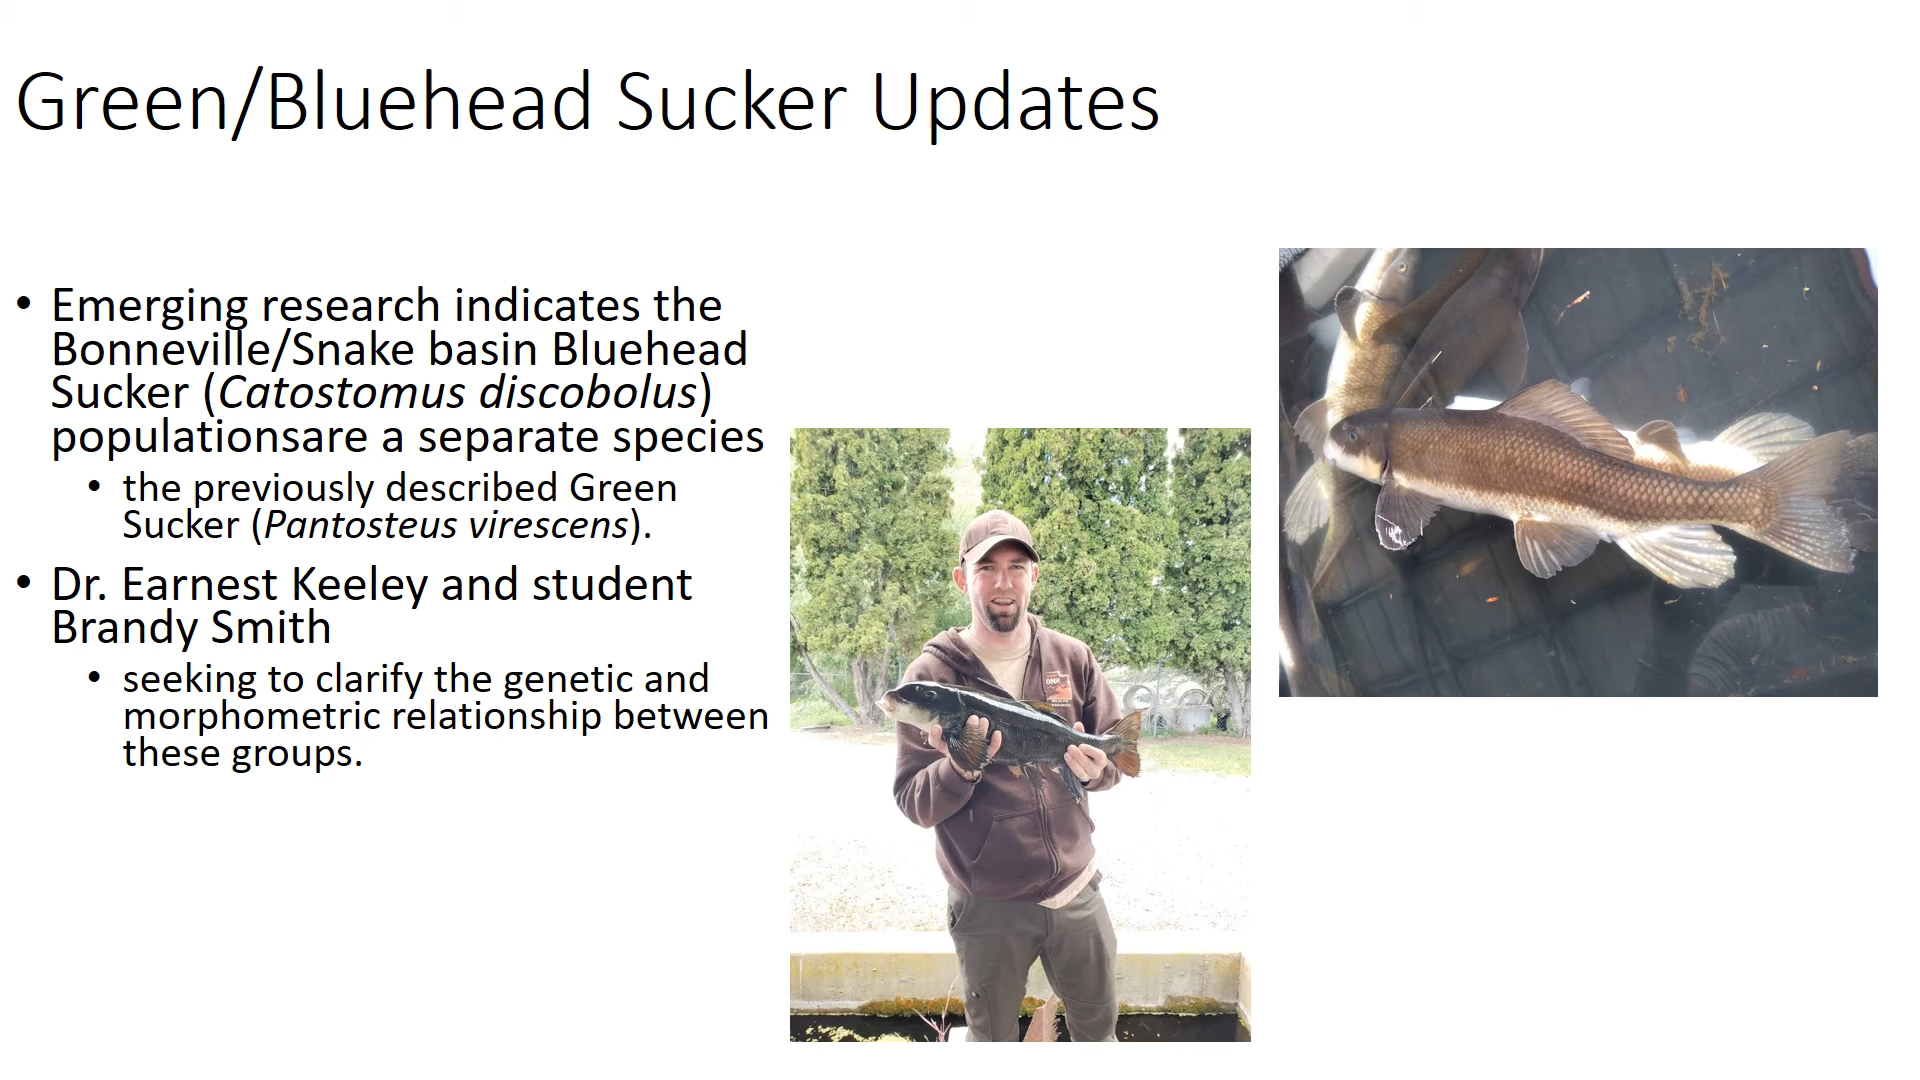 Green/Bluehead Sucker Updates
• Emerging research indicates the
Bonneville/Snake basin Bluehead
Sucker (Catostomus discobolus)
populationsare a separate species
• the previously described Green
Sucker (Pantosteus virescens).
• Dr. Earnest Keeley and student
Brandy Smith
• seeking to clarify the genetic and
morphometric relationship between
these groups.
DNR